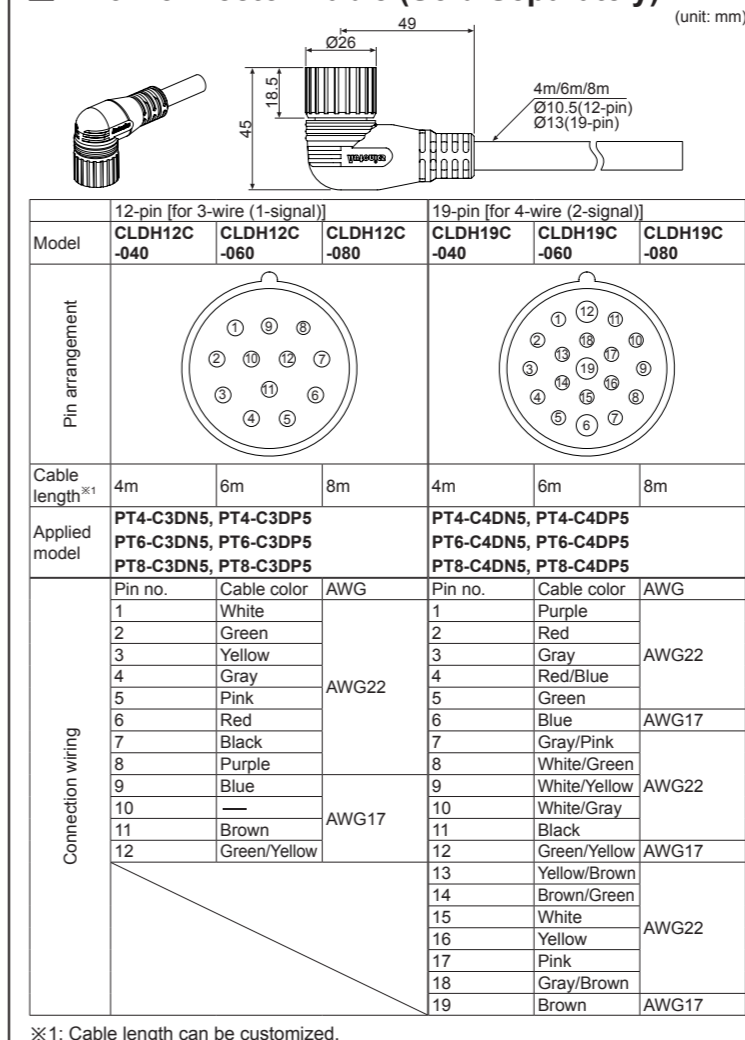 (unit: mm)
49
Ø26
18.5
45
4m/6m/8m
Ø10.5(12-pin)
Ø13(19-pin)
12-pin [for 3-wire (1-signal)] 19-pin [for 4-wire (2-signal)]
Model CLDH12C-040 CLDH12C-060 CLDH12C-080 CLDH19C-040 CLDH19C-060 CLDH19C-080
Pin arrangement
1 9 8
2 10 12 7
3 11 6
4 5
12
1 11
2 18 10
13 17
3 19 9
14 16
4 15 8
5 6 7
Cable length※1 4m 6m 8m 4m 6m 8m
Applied model
PT4-C3DN5, PT4-C3DP5 PT4-C4DN5, PT4-C4DP5
PT6-C3DN5, PT6-C3DP5 PT6-C4DN5, PT6-C4DP5
PT8-C3DN5, PT8-C3DP5 PT8-C4DN5, PT8-C4DP5
Connection wiring
Pin no. Cable color AWG Pin no. Cable color AWG
1 White 1 Purple
2 Green 2 Red
3 Yellow 3 Gray AWG22
4 Gray AWG22 4 Red/Blue
5 Pink 5 Green
6 Red 6 Blue AWG17
7 Black 7 Gray/Pink
8 Purple 8 White/Green
9 Blue 9 White/Yellow AWG22
10 — AWG17 10 White/Gray
11 Brown 11 Black
12 Green/Yellow 12 Green/Yellow AWG17
13 Yellow/Brown
14 Brown/Green
15 White AWG22
16 Yellow
17 Pink
18 Gray/Brown
19 Brown AWG17
※1: Cable length can be customized.